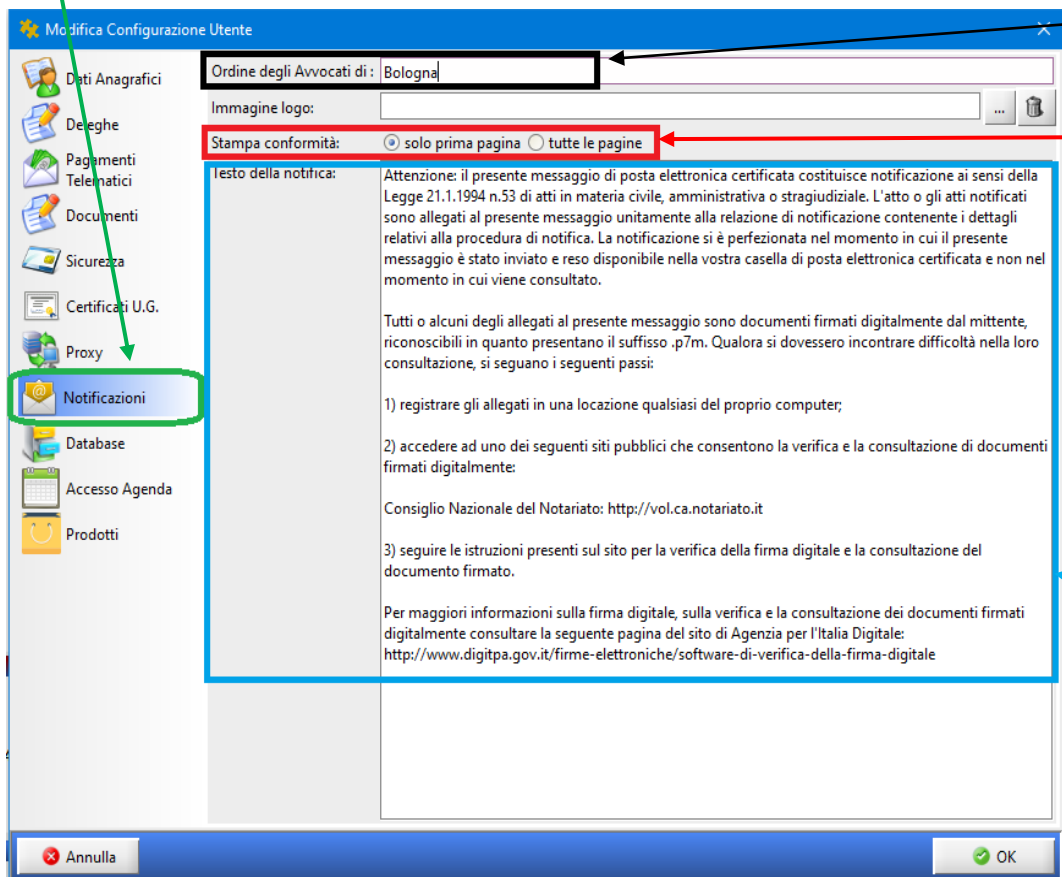 Modifica Configurazione Utente
Dati Anagrafici
Deleghe
Pagamenti
Telematici
Documenti
Sicurezza
Certificati U.G.
Proxy
Notificazioni
Database
Accesso Agenda
Prodotti
Ordine degli Avvocati di : Bologna
Immagine logo: ...
Stampa conformità: solo prima pagina tutte le pagine
Testo della notifica:
Attenzione: il presente messaggio di posta elettronica certificata costituisce notificazione ai sensi della
Legge 21.1.1994 n.53 di atti in materia civile, amministrativa o stragiudiziale. L'atto o gli atti notificati
sono allegati al presente messaggio unitamente alla relazione di notificazione contenente i dettagli
relativi alla procedura di notifica. La notificazione si è perfezionata nel momento in cui il presente
messaggio è stato inviato e reso disponibile nella vostra casella di posta elettronica certificata e non nel
momento in cui viene consultato.
Tutti o alcuni degli allegati al presente messaggio sono documenti firmati digitalmente dal mittente,
riconoscibili in quanto presentano il suffisso .p7m. Qualora si dovessero incontrare difficoltà nella loro
consultazione, si seguano i seguenti passi:
1) registrare gli allegati in una locazione qualsiasi del proprio computer;
2) accedere ad uno dei seguenti siti pubblici che consentono la verifica e la consultazione di documenti
firmati digitalmente:
Consiglio Nazionale del Notariato: http://vol.ca.notariato.it
3) seguire le istruzioni presenti sul sito per la verifica della firma digitale e la consultazione del
documento firmato.
Per maggiori informazioni sulla firma digitale, sulla verifica e la consultazione dei documenti firmati
digitalmente consultare la seguente pagina del sito di Agenzia per l'Italia Digitale:
http://www.digitpa.gov.it/firme-elettroniche/software-di-verifica-della-firma-digitale
Annulla
OK